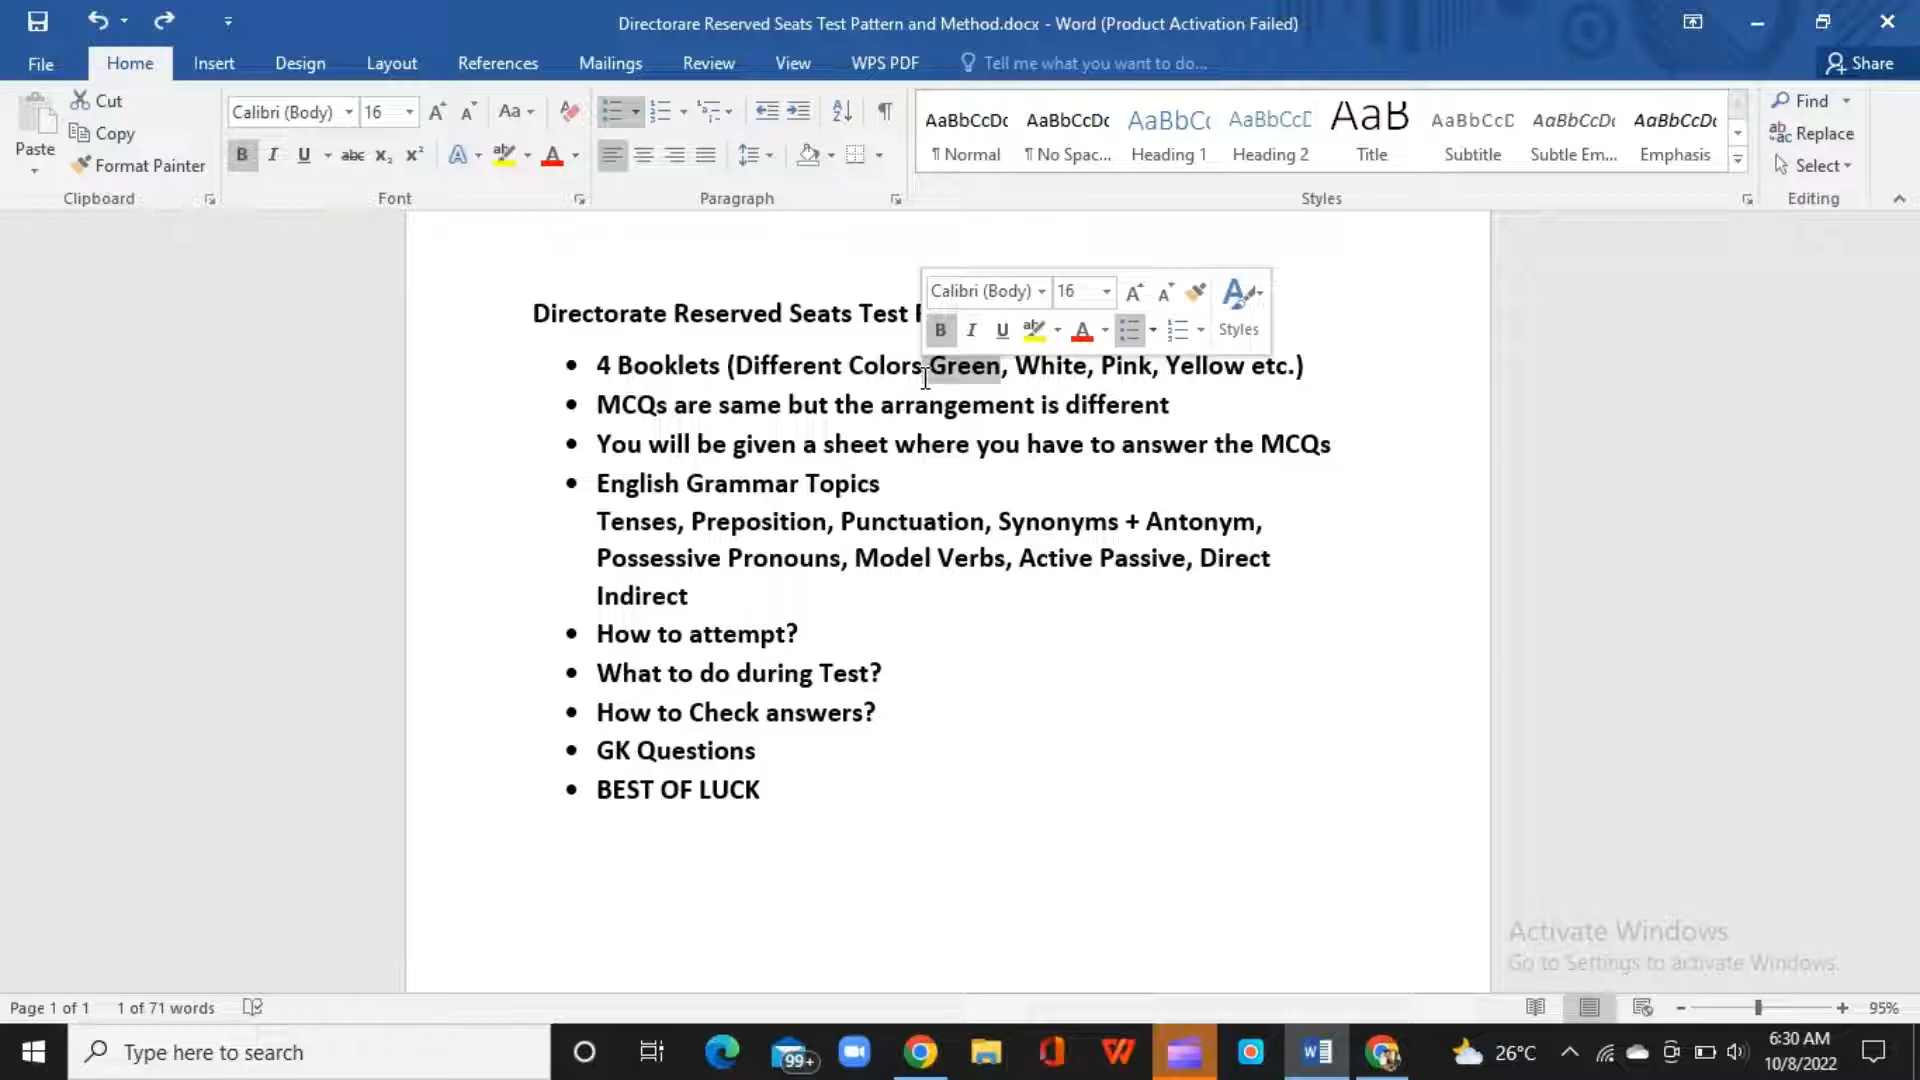 Directorare Reserved Seats Test Pattern and Method.docx - Word (Product Activation Failed)
File Home Insert Design Layout References Mailings Review View WPS PDF Tell me what you want to do... Share
Paste Cut Copy Format Painter
Clipboard
Calibri (Body) 16 Aa
B I U abc X₂ X² A A
Font
Paragraph
AaBbCcDc AaBbCcDc AaBbCc AaBbCcD AaB AaBbCcD AaBbCcDc AaBbCcDc
¶ Normal ¶ No Spac... Heading 1 Heading 2 Title Subtitle Subtle Em... Emphasis
Styles
Find
Replace
Select
Editing
Calibri (Body) 16 A A
B I U A Styles
Directorate Reserved Seats Test
• 4 Booklets (Different Colors Green, White, Pink, Yellow etc.)
• MCQs are same but the arrangement is different
• You will be given a sheet where you have to answer the MCQs
• English Grammar Topics
Tenses, Preposition, Punctuation, Synonyms + Antonym,
Possessive Pronouns, Model Verbs, Active Passive, Direct
Indirect
• How to attempt?
• What to do during Test?
• How to Check answers?
• GK Questions
• BEST OF LUCK
Activate Windows
Go to Settings to activate Windows.
Page 1 of 1 1 of 71 words 95%
Type here to search
99+
26°C
6:30 AM
10/8/2022